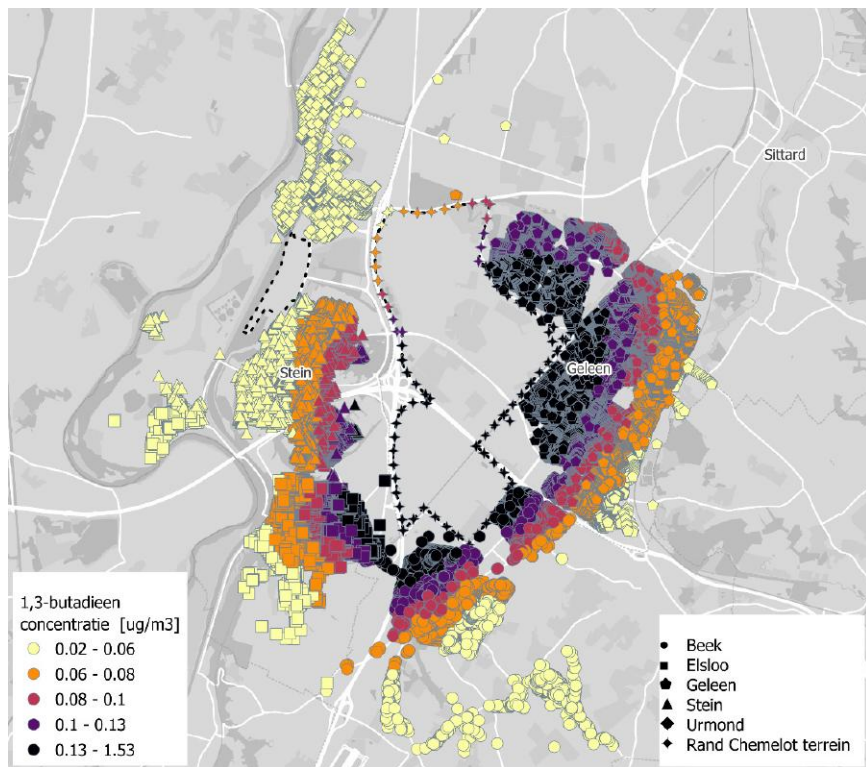 Sittard
Geleen
Stein
1,3-butadieen
concentratie [ug/m3]
0.02 - 0.06
0.06 - 0.08
0.08 - 0.1
0.1 - 0.13
0.13 - 1.53
Beek
Elsloo
Geleen
Stein
Urmond
Rand Chemelot terrein